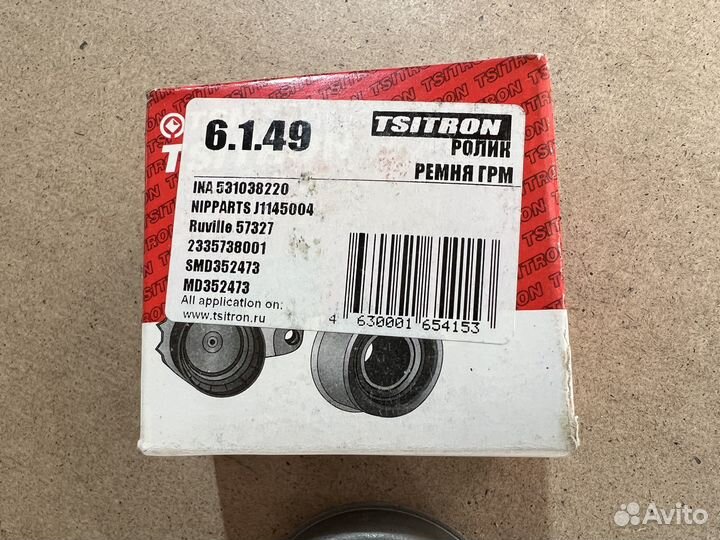 TSITRON TSITRON TSITRON
6.1.49
TSITRON
РОЛИК
РЕМНЯ ГРМ
INA 531038220
NIPPARTS J1145004
Ruville 57327
2335738001
SMD352473
MD352473
All application on:
www.tsitron.ru
4 630001 654153
Avito